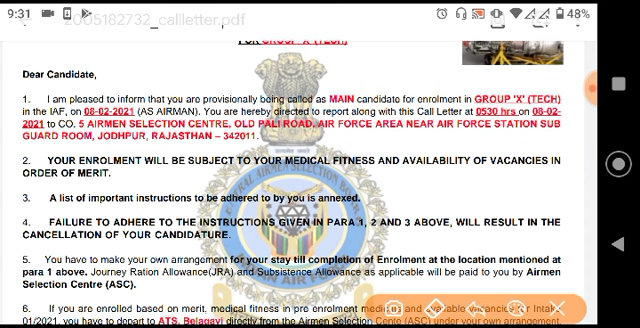 9:31
2005182732_callletter.pdf
48%
FOR GROUP 'X' (TECH)
Dear Candidate,
1. I am pleased to inform that you are provisionally being called as MAIN candidate for enrolment in GROUP 'X' (TECH)
in the IAF, on 08-02-2021 (AS AIRMAN). You are hereby directed to report along with this Call Letter at 0530 hrs on 08-02-
2021 to CO. 5 AIRMEN SELECTION CENTRE, OLD PALI ROAD, AIR FORCE AREA NEAR AIR FORCE STATION SUB
GUARD ROOM, JODHPUR, RAJASTHAN – 342011.
2. YOUR ENROLMENT WILL BE SUBJECT TO YOUR MEDICAL FITNESS AND AVAILABILITY OF VACANCIES IN
ORDER OF MERIT.
3. A list of important instructions to be adhered to by you is annexed.
4. FAILURE TO ADHERE TO THE INSTRUCTIONS GIVEN IN PARA 1, 2 AND 3 ABOVE, WILL RESULT IN THE
CANCELLATION OF YOUR CANDIDATURE.
5. You have to make your own arrangement for your stay till completion of Enrolment at the location mentioned at
para 1 above. Journey Ration Allowance(JRA) and Subsistence Allowance as applicable will be paid to you by Airmen
Selection Centre (ASC).
6. If you are enrolled based on merit, medical fitness in pre enrolment medicals and available vacancies for Intake
01/2021, you have to depart to ATS, Belagavi directly from the Airmen Selection Centre (ASC) under your own arrangement